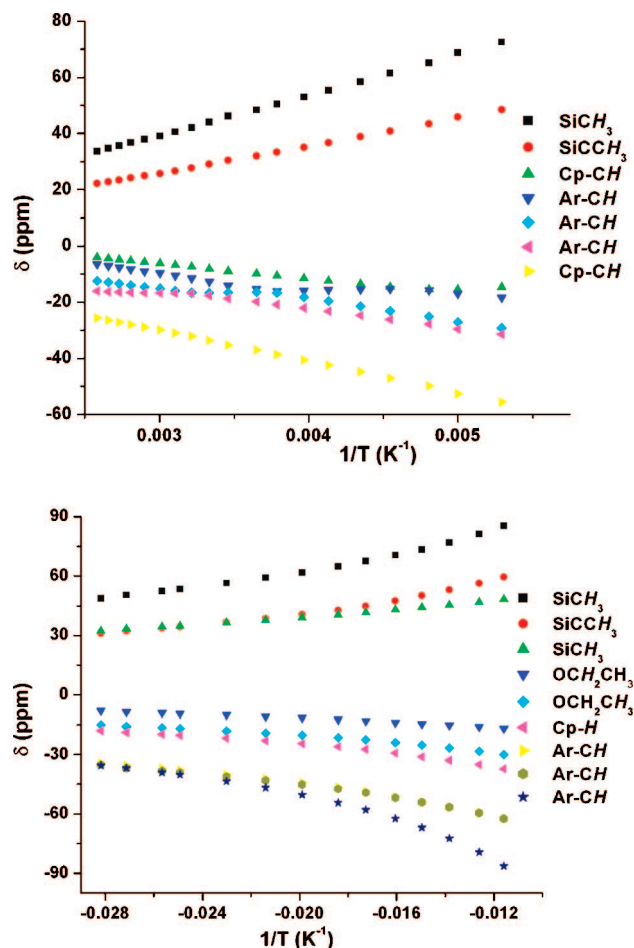 80
60
40
20
0
-20
-40
-60
δ (ppm)
0.003
0.004
0.005
1/T (K⁻¹)
SiCH₃
SiCCH₃
Cp-CH
Ar-CH
Ar-CH
Ar-CH
Cp-CH
90
60
30
0
-30
-60
-90
δ (ppm)
-0.028
-0.024
-0.020
-0.016
-0.012
1/T (K⁻¹)
SiCH₃
SiCCH₃
SiCH₃
OCH₂CH₃
OCH₂CH₃
Cp-H
Ar-CH
Ar-CH
Ar-CH